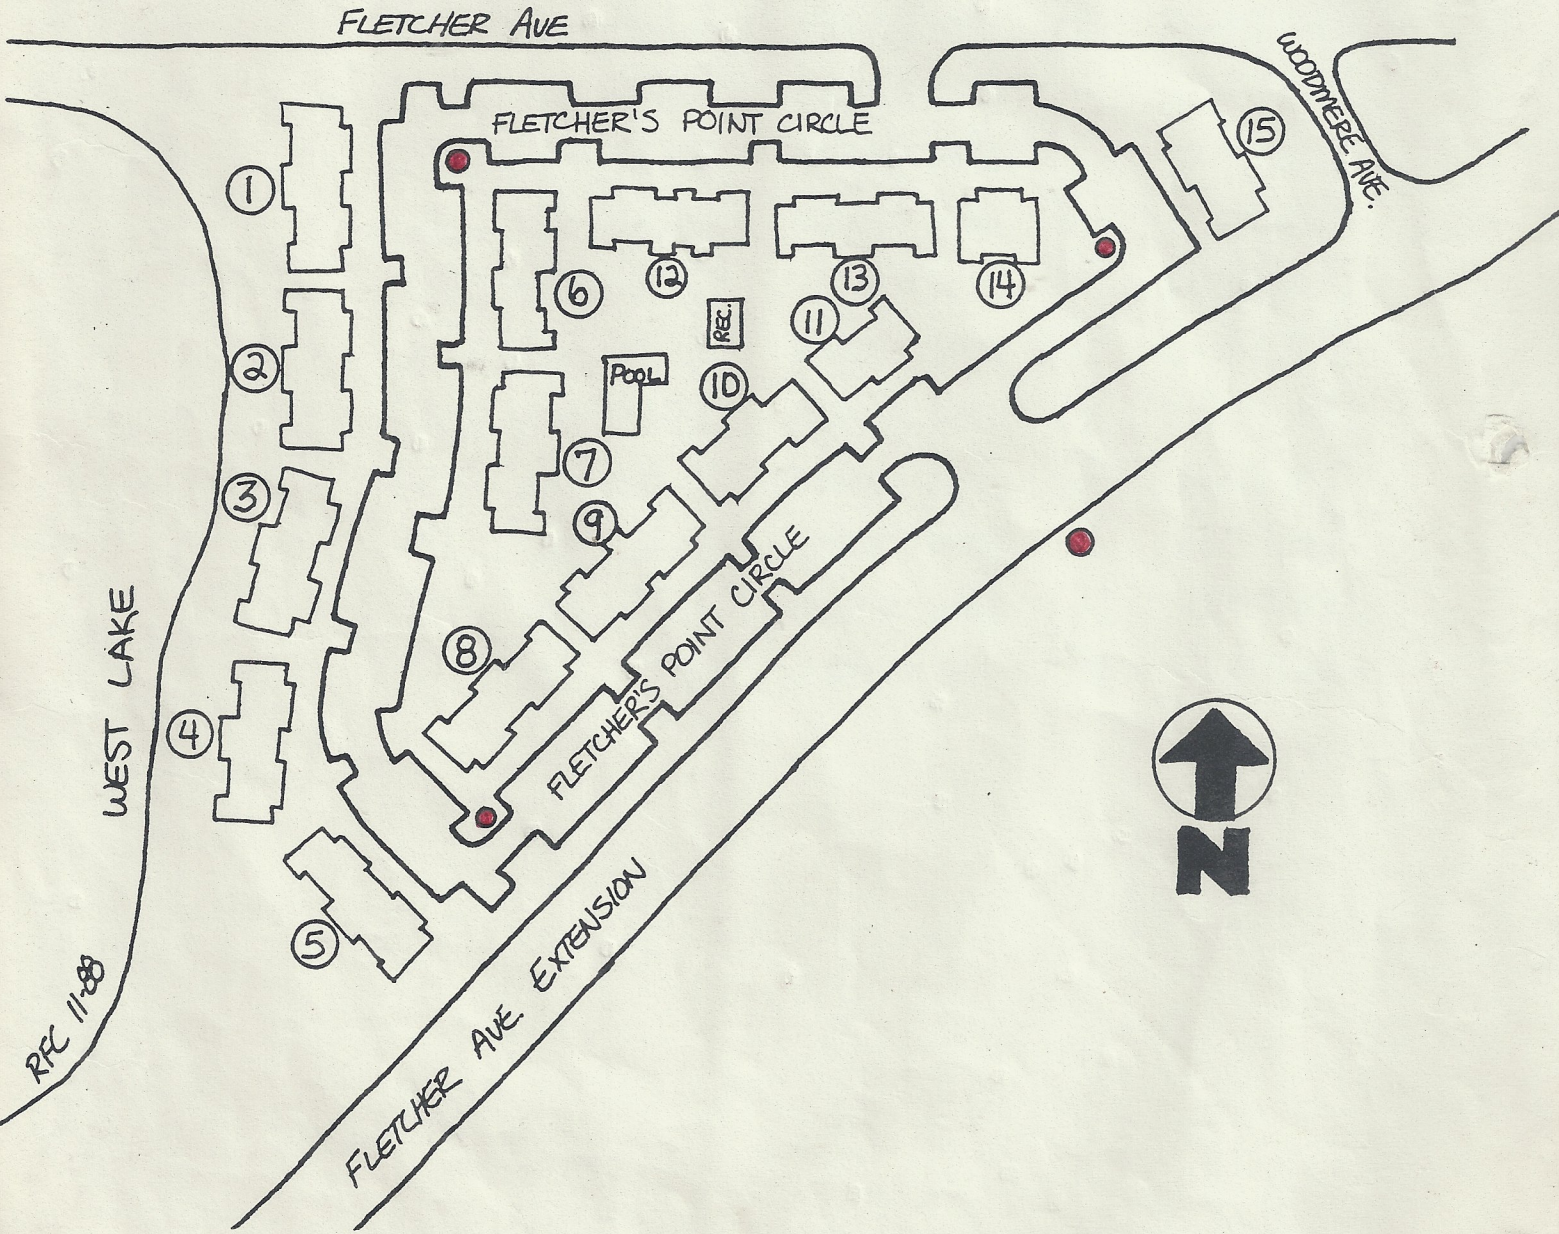 FLETCHER AVE
WOODMERE AVE.
FLETCHER'S POINT CIRCLE
15
1
6
12
13
14
REC.
11
2
POOL
10
7
3
9
FLETCHER'S POINT CIRCLE
8
WEST LAKE
4
5
FLETCHER AVE. EXTENSION
N
RFC 11-88